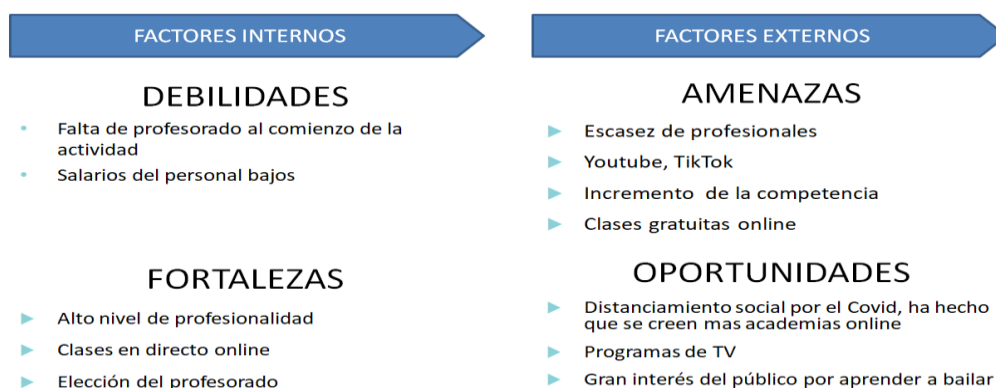 FACTORES INTERNOS
DEBILIDADES
Falta de profesorado al comienzo de la
actividad
Salarios del personal bajos
FORTALEZAS
Alto nivel de profesionalidad
Clases en directo online
Elección del profesorado
FACTORES EXTERNOS
AMENAZAS
Escasez de profesionales
Youtube, TikTok
Incremento de la competencia
Clases gratuitas online
OPORTUNIDADES
Distanciamiento social por el Covid, ha hecho
que se creen mas academias online
Programas de TV
Gran interés del público por aprender a bailar